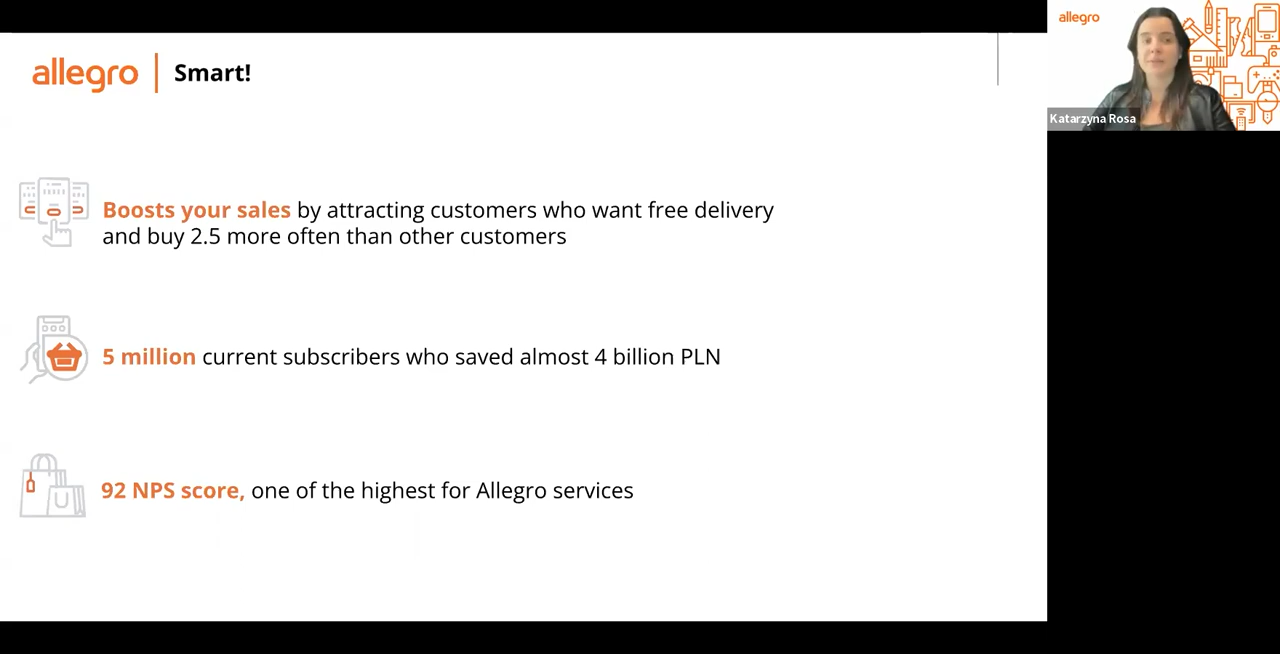 allegro
Smart!
Boosts your sales by attracting customers who want free delivery
and buy 2.5 more often than other customers
5 million current subscribers who saved almost 4 billion PLN
92 NPS score, one of the highest for Allegro services
allegro
Katarzyna Rosa